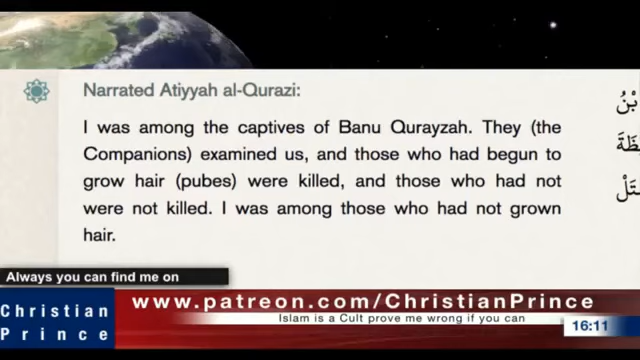 Narrated Atiyyah al-Qurazi:
I was among the captives of Banu Qurayzah. They (the
Companions) examined us, and those who had begun to
grow hair (pubes) were killed, and those who had not
were not killed. I was among those who had not grown
hair.
Always you can find me on
www.patreon.com/ChristianPrince
Islam is a Cult prove me wrong if you can
Christian
Prince
16:11